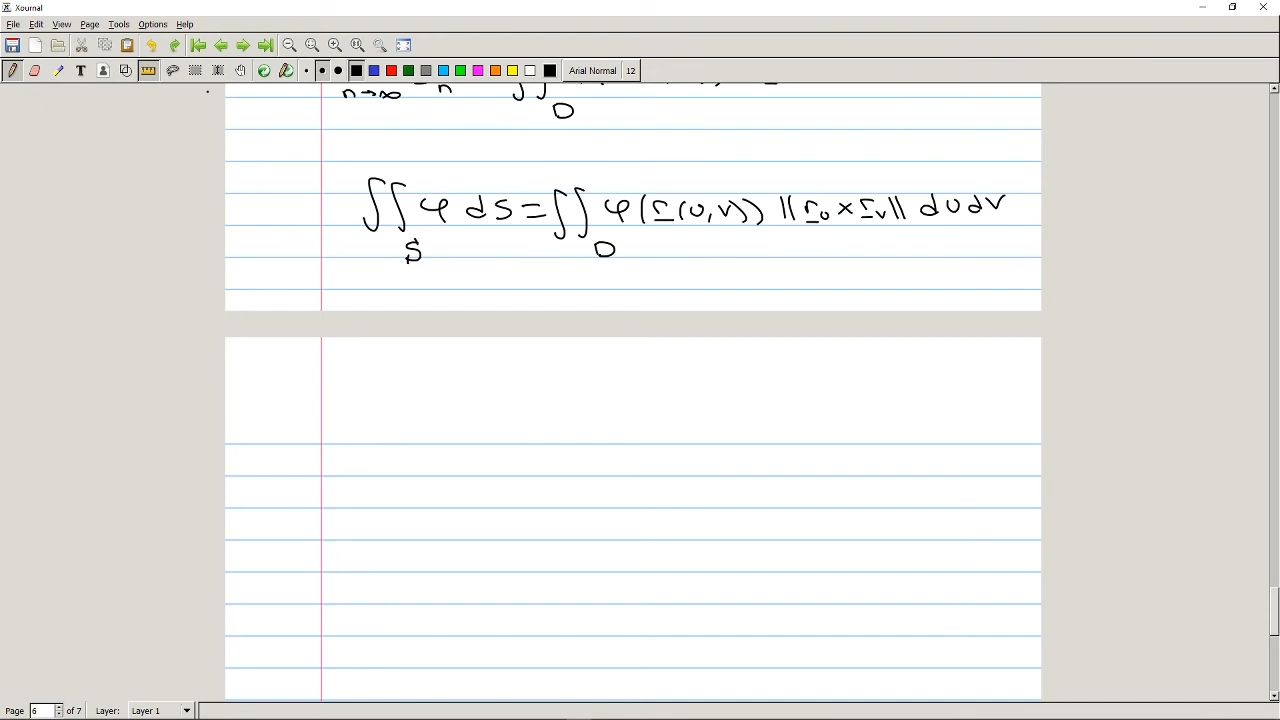 Xournal
File Edit View Page Tools Options Help
Arial Normal 12
n→∞ n ∬
D
∬ φ dS = ∬ φ(r(u,v)) ||r_u × r_v|| du dv
S D
Page 6 of 7 Layer: Layer 1